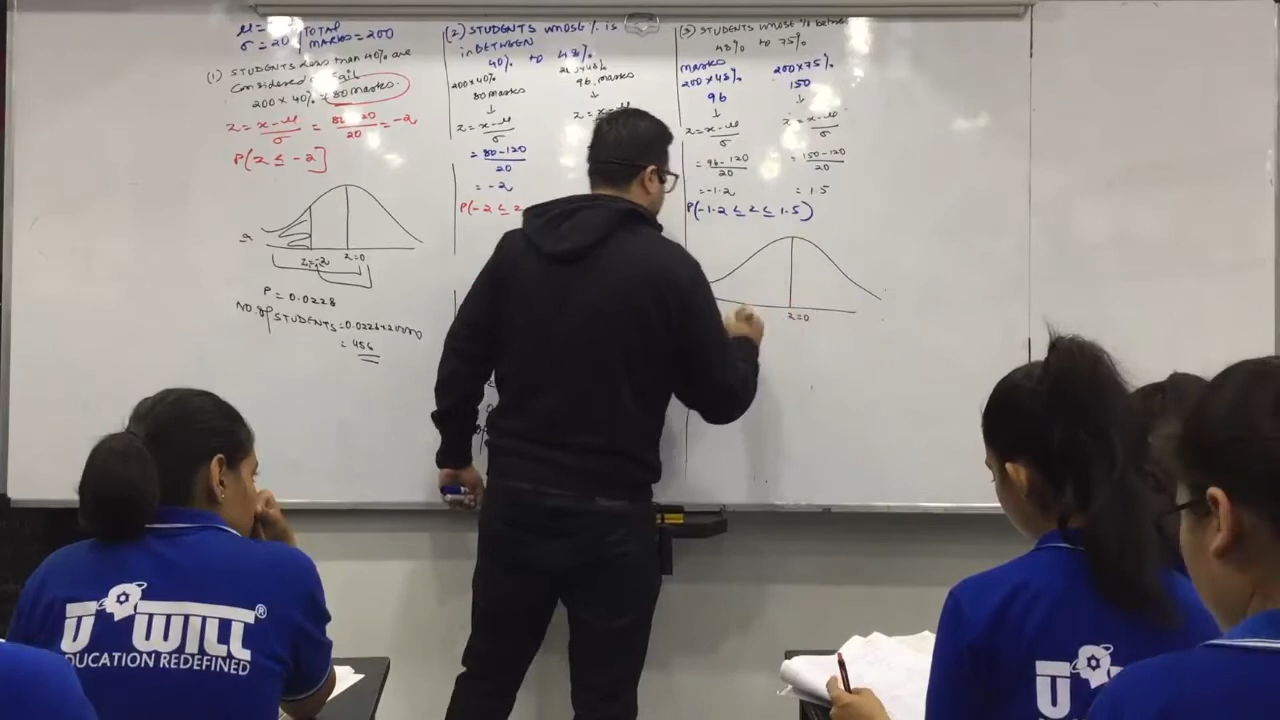 σ = 20
TOTAL
MARKS = 200
(1) STUDENTS Less than 40% are
Considered
200 × 40% = 80 marks.
z = x - μ / σ = 80 - 120 / 20 = -2
P[z ≤ -2]
z = -2 z = 0
P = 0.0228
NO. of STUDENTS = 0.0228 × 20000
= 456
(2) STUDENTS whose % is
in BETWEEN
40% to 48%
200 × 40%
80 marks
↓
z = x - μ / σ
= 80 - 120 / 20
= -2
P(-2 ≤ z
96 marks
↓
z = x - μ
(3) STUDENTS whose % between
48% to 75%
marks
200 × 48%
96
↓
z = x - μ / σ
= 96 - 120 / 20
= -1.2
200 × 75%
150
↓
z = x - μ / σ
= 150 - 120 / 20
= 1.5
P(-1.2 ≤ z ≤ 1.5)
z = 0
U WILL®
EDUCATION REDEFINED
U